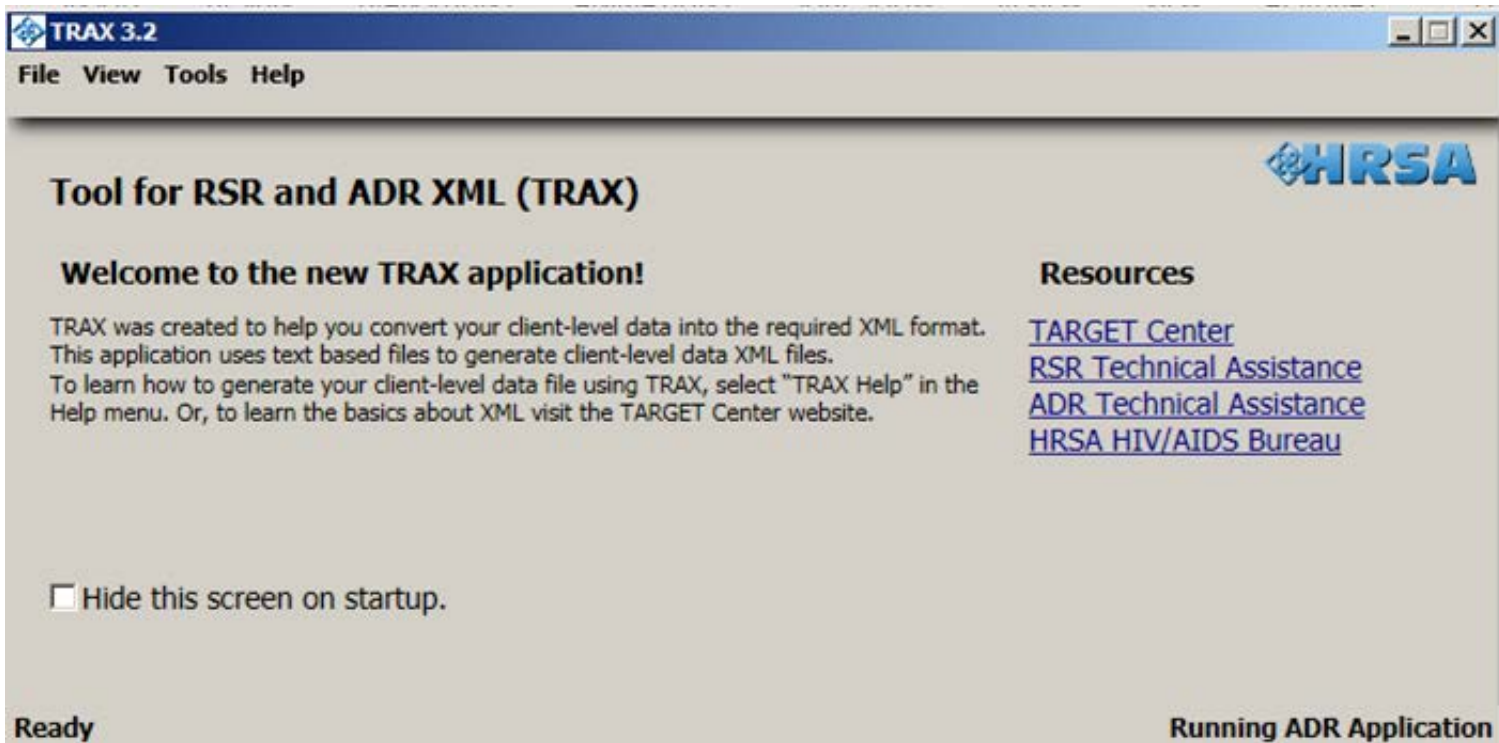 TRAX 3.2
File View Tools Help
HRSA
Tool for RSR and ADR XML (TRAX)
Welcome to the new TRAX application!
TRAX was created to help you convert your client-level data into the required XML format.
This application uses text based files to generate client-level data XML files.
To learn how to generate your client-level data file using TRAX, select "TRAX Help" in the
Help menu. Or, to learn the basics about XML visit the TARGET Center website.
Resources
TARGET Center
RSR Technical Assistance
ADR Technical Assistance
HRSA HIV/AIDS Bureau
Hide this screen on startup.
Ready
Running ADR Application